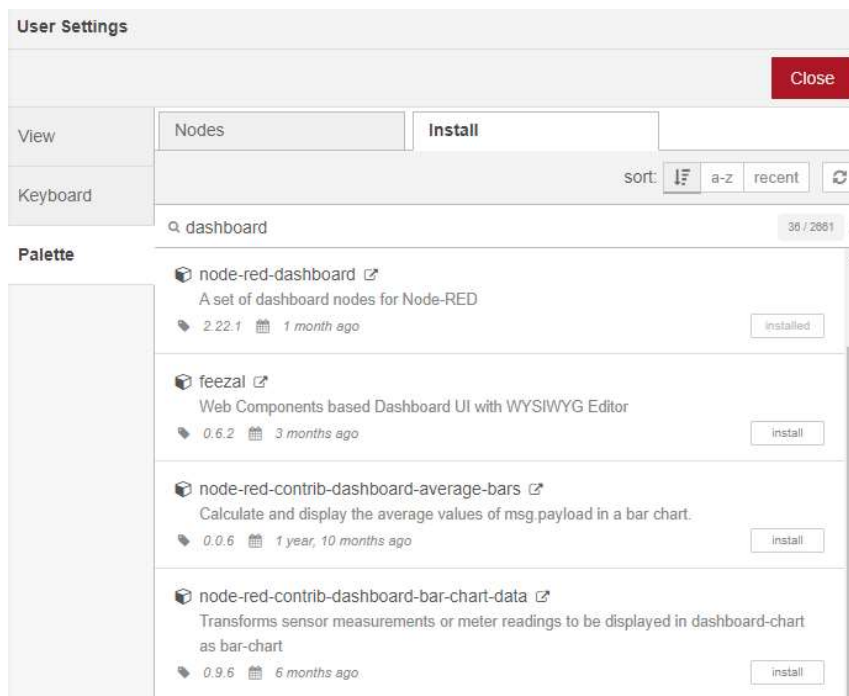 User Settings
Close
View
Nodes
Install
Keyboard
sort:
a-z
recent
dashboard
36 / 2661
Palette
node-red-dashboard
A set of dashboard nodes for Node-RED
2.22.1
1 month ago
installed
feezal
Web Components based Dashboard UI with WYSIWYG Editor
0.6.2
3 months ago
install
node-red-contrib-dashboard-average-bars
Calculate and display the average values of msg.payload in a bar chart.
0.0.6
1 year, 10 months ago
install
node-red-contrib-dashboard-bar-chart-data
Transforms sensor measurements or meter readings to be displayed in dashboard-chart
as bar-chart
0.9.6
6 months ago
install